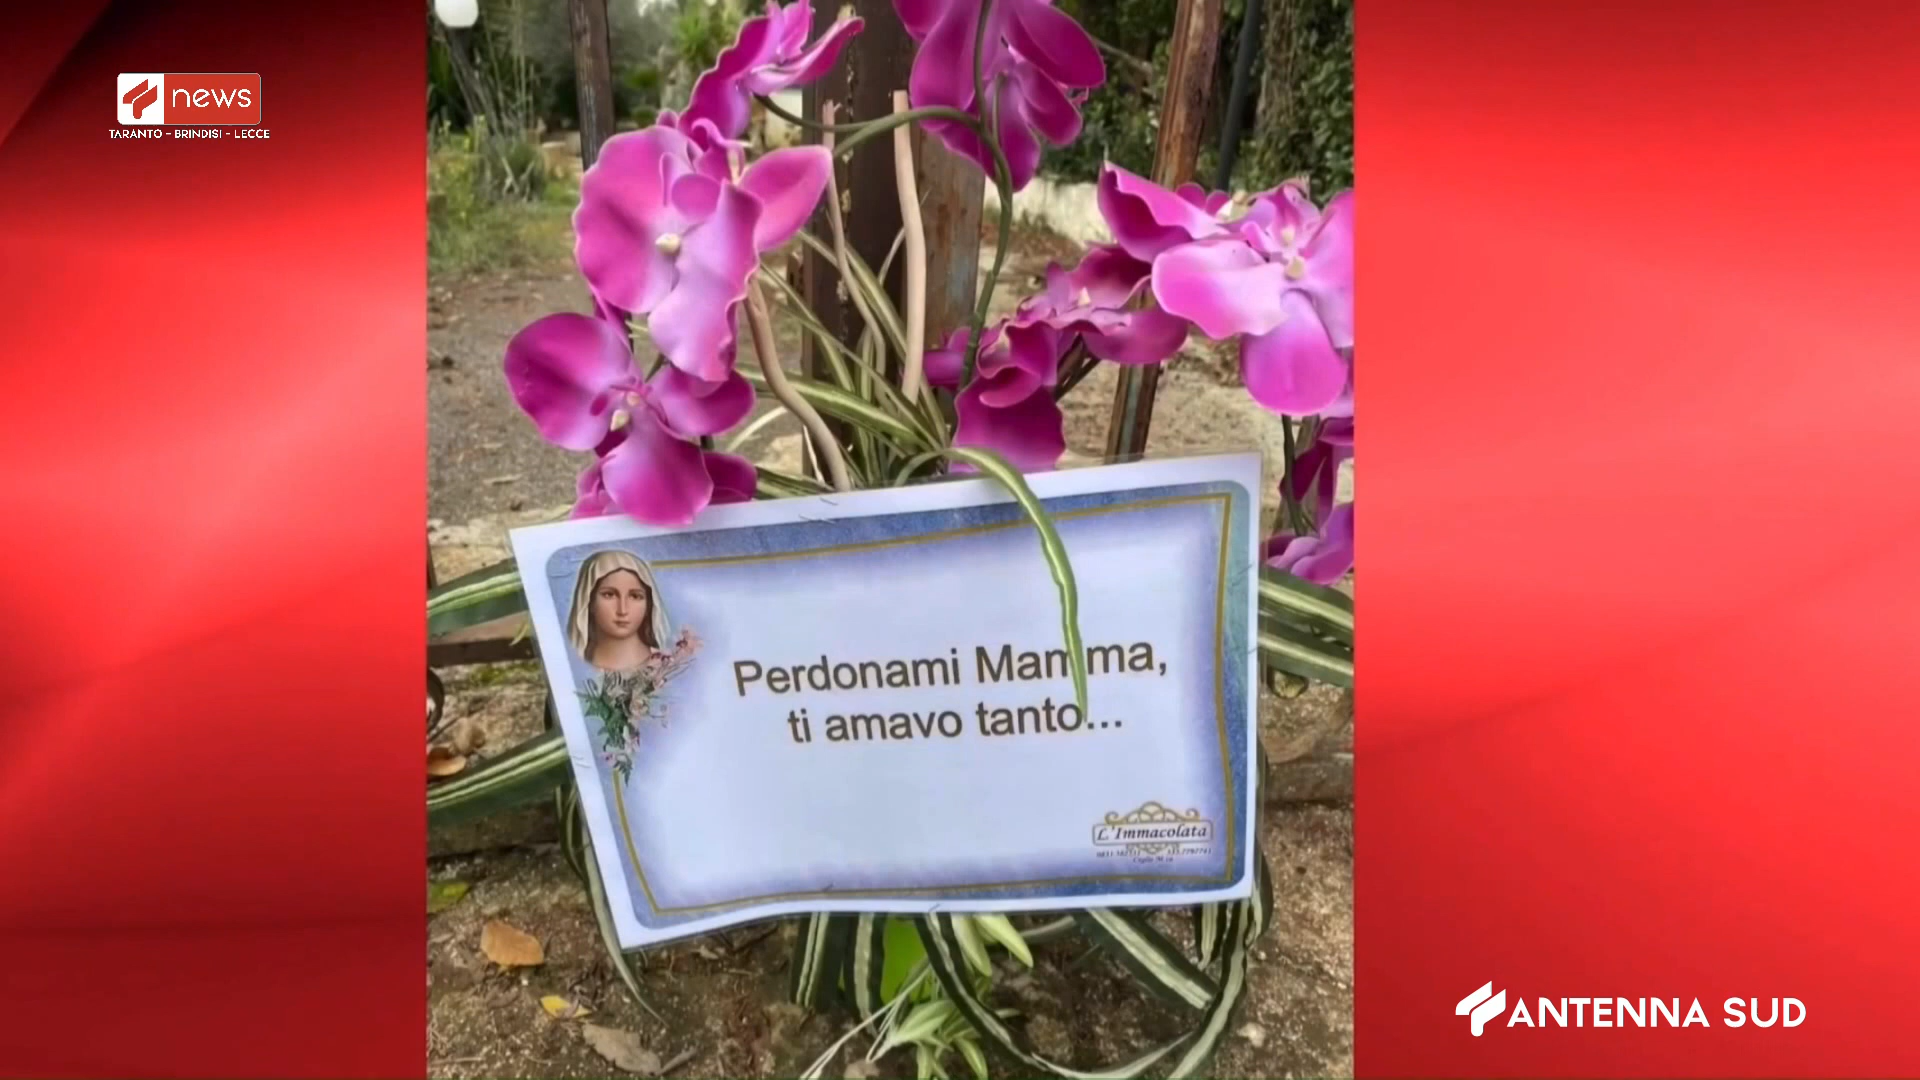 news
TARANTO - BRINDISI - LECCE
Perdonami Mamma,
ti amavo tanto...
L'Immacolata
ANTENNA SUD